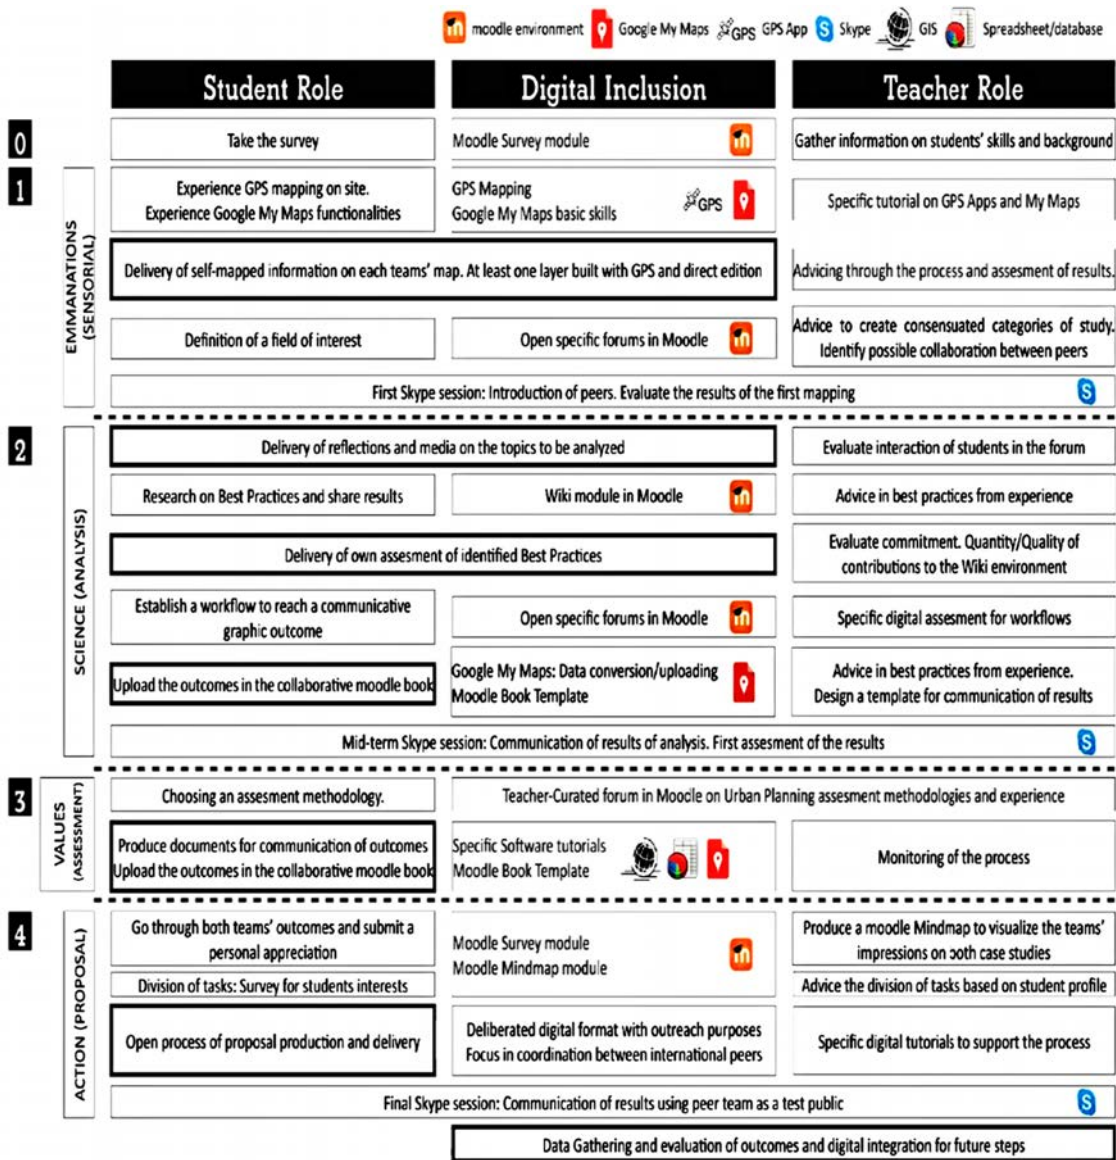 moodle environment Google My Maps GPS GPS App Skype GIS Spreadsheet/database
Student Role Digital Inclusion Teacher Role
0
Take the survey
Moodle Survey module
Gather information on students' skills and background
1
EMMANATIONS
(SENSORIAL)
Experience GPS mapping on site.
Experience Google My Maps functionalities
GPS Mapping
Google My Maps basic skills
GPS
Specific tutorial on GPS Apps and My Maps
Delivery of self-mapped information on each teams' map. At least one layer built with GPS and direct edition
Advicing through the process and assesment of results.
Definition of a field of interest
Open specific forums in Moodle
Advice to create consensuated categories of study.
Identify possible collaboration between peers
First Skype session: Introduction of peers. Evaluate the results of the first mapping
2
SCIENCE (ANALYSIS)
Delivery of reflections and media on the topics to be analyzed
Evaluate interaction of students in the forum
Research on Best Practices and share results
Wiki module in Moodle
Advice in best practices from experience
Delivery of own assesment of identified Best Practices
Evaluate commitment. Quantity/Quality of
contributions to the Wiki environment
Establish a workflow to reach a communicative
graphic outcome
Open specific forums in Moodle
Specific digital assesment for workflows
Upload the outcomes in the collaborative moodle book
Google My Maps: Data conversion/uploading
Moodle Book Template
Advice in best practices from experience.
Design a template for communication of results
Mid-term Skype session: Communication of results of analysis. First assesment of the results
3
VALUES
(ASSESSMENT)
Choosing an assesment methodology.
Teacher-Curated forum in Moodle on Urban Planning assesment methodologies and experience
Produce documents for communication of outcomes
Upload the outcomes in the collaborative moodle book
Specific Software tutorials
Moodle Book Template
Monitoring of the process
4
ACTION (PROPOSAL)
Go through both teams' outcomes and submit a
personal appreciation
Moodle Survey module
Moodle Mindmap module
Produce a moodle Mindmap to visualize the teams'
impressions on both case studies
Division of tasks: Survey for students interests
Advice the division of tasks based on student profile
Open process of proposal production and delivery
Deliberated digital format with outreach purposes
Focus in coordination between international peers
Specific digital tutorials to support the process
Final Skype session: Communication of results using peer team as a test public
Data Gathering and evaluation of outcomes and digital integration for future steps